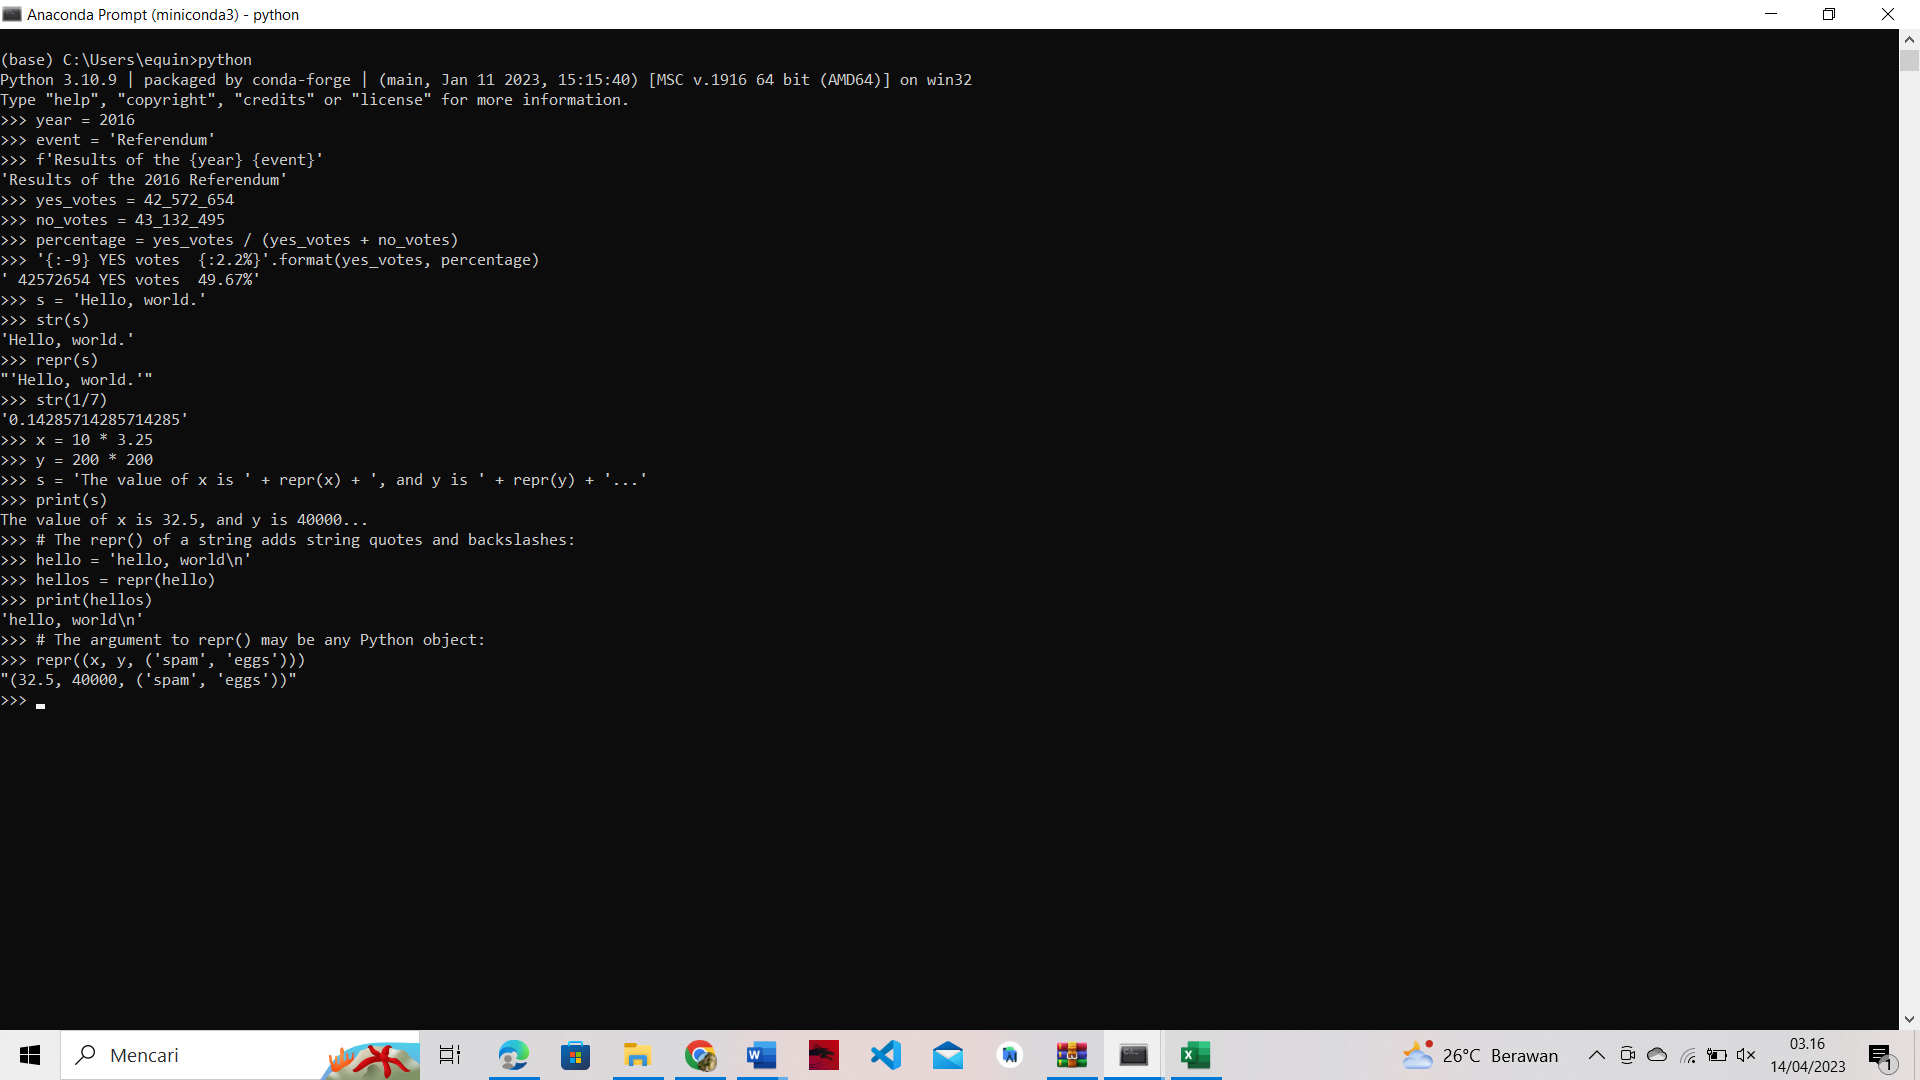 Anaconda Prompt (miniconda3) - python
(base) C:\Users\equin>python
Python 3.10.9 | packaged by conda-forge | (main, Jan 11 2023, 15:15:40) [MSC v.1916 64 bit (AMD64)] on win32
Type "help", "copyright", "credits" or "license" for more information.
>>> year = 2016
>>> event = 'Referendum'
>>> f'Results of the {year} {event}'
'Results of the 2016 Referendum'
>>> yes_votes = 42_572_654
>>> no_votes = 43_132_495
>>> percentage = yes_votes / (yes_votes + no_votes)
>>> '{:-9} YES votes  {:2.2%}'.format(yes_votes, percentage)
' 42572654 YES votes  49.67%'
>>> s = 'Hello, world.'
>>> str(s)
'Hello, world.'
>>> repr(s)
"'Hello, world.'"
>>> str(1/7)
'0.14285714285714285'
>>> x = 10 * 3.25
>>> y = 200 * 200
>>> s = 'The value of x is ' + repr(x) + ', and y is ' + repr(y) + '...'
>>> print(s)
The value of x is 32.5, and y is 40000...
>>> # The repr() of a string adds string quotes and backslashes:
>>> hello = 'hello, world\n'
>>> hellos = repr(hello)
>>> print(hellos)
'hello, world\n'
>>> # The argument to repr() may be any Python object:
>>> repr((x, y, ('spam', 'eggs')))
"(32.5, 40000, ('spam', 'eggs'))"
>>>
Mencari
26°C Berawan
03.16
14/04/2023
1